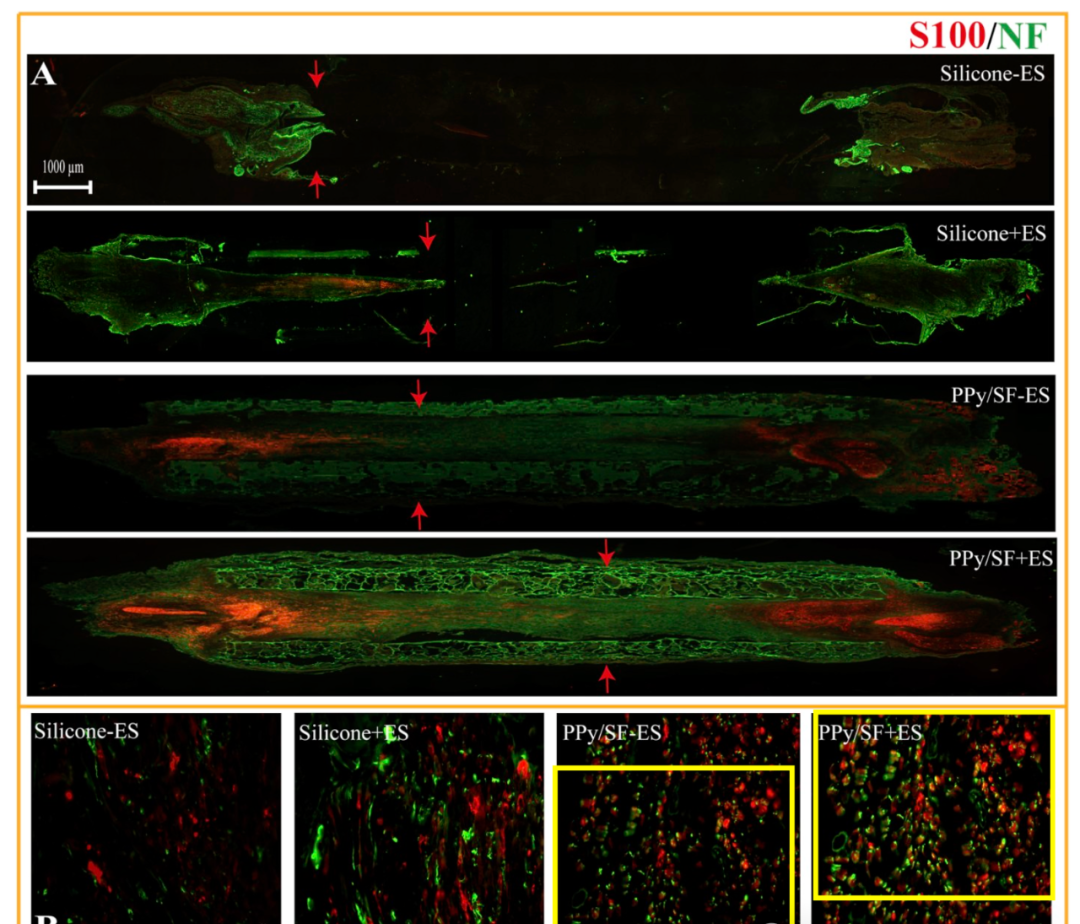 S100/NF
A
Silicone-ES
1000 µm
Silicone+ES
PPy/SF-ES
PPy/SF+ES
Silicone-ES
Silicone+ES
PPy/SF-ES
PPy/SF+ES